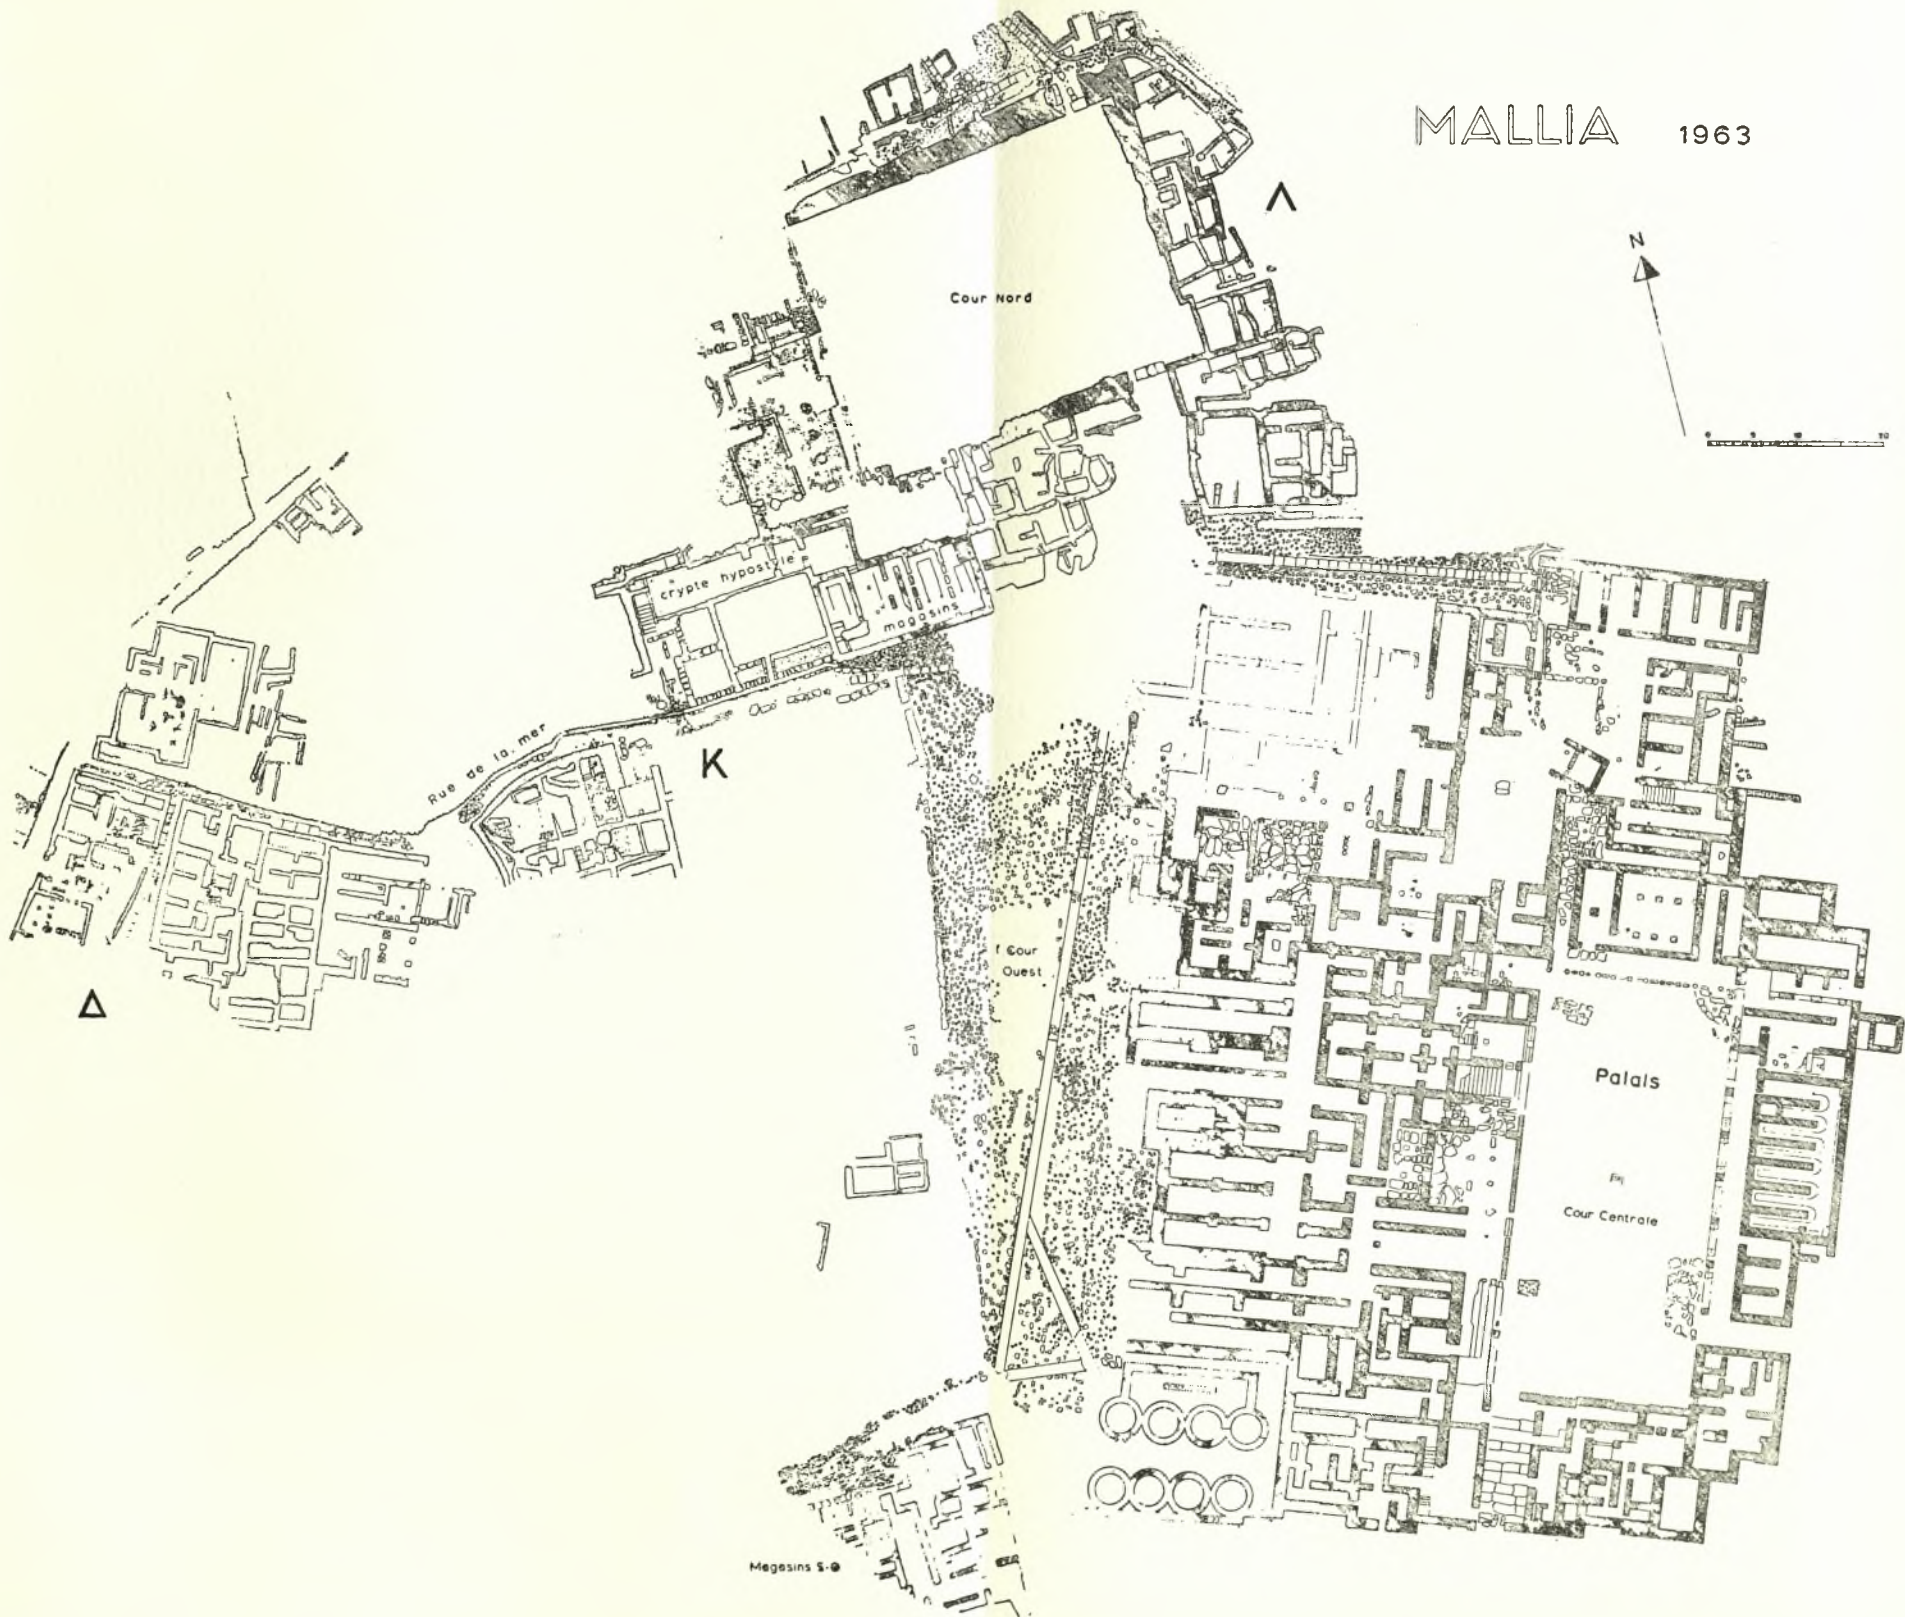 MALLIA 1963
Λ
N
Cour Nord
crypte hypostyle
magasins
Rue de la mer
K
Cour
Ouest
Δ
Palais
Cour Centrale
Magasins S-O